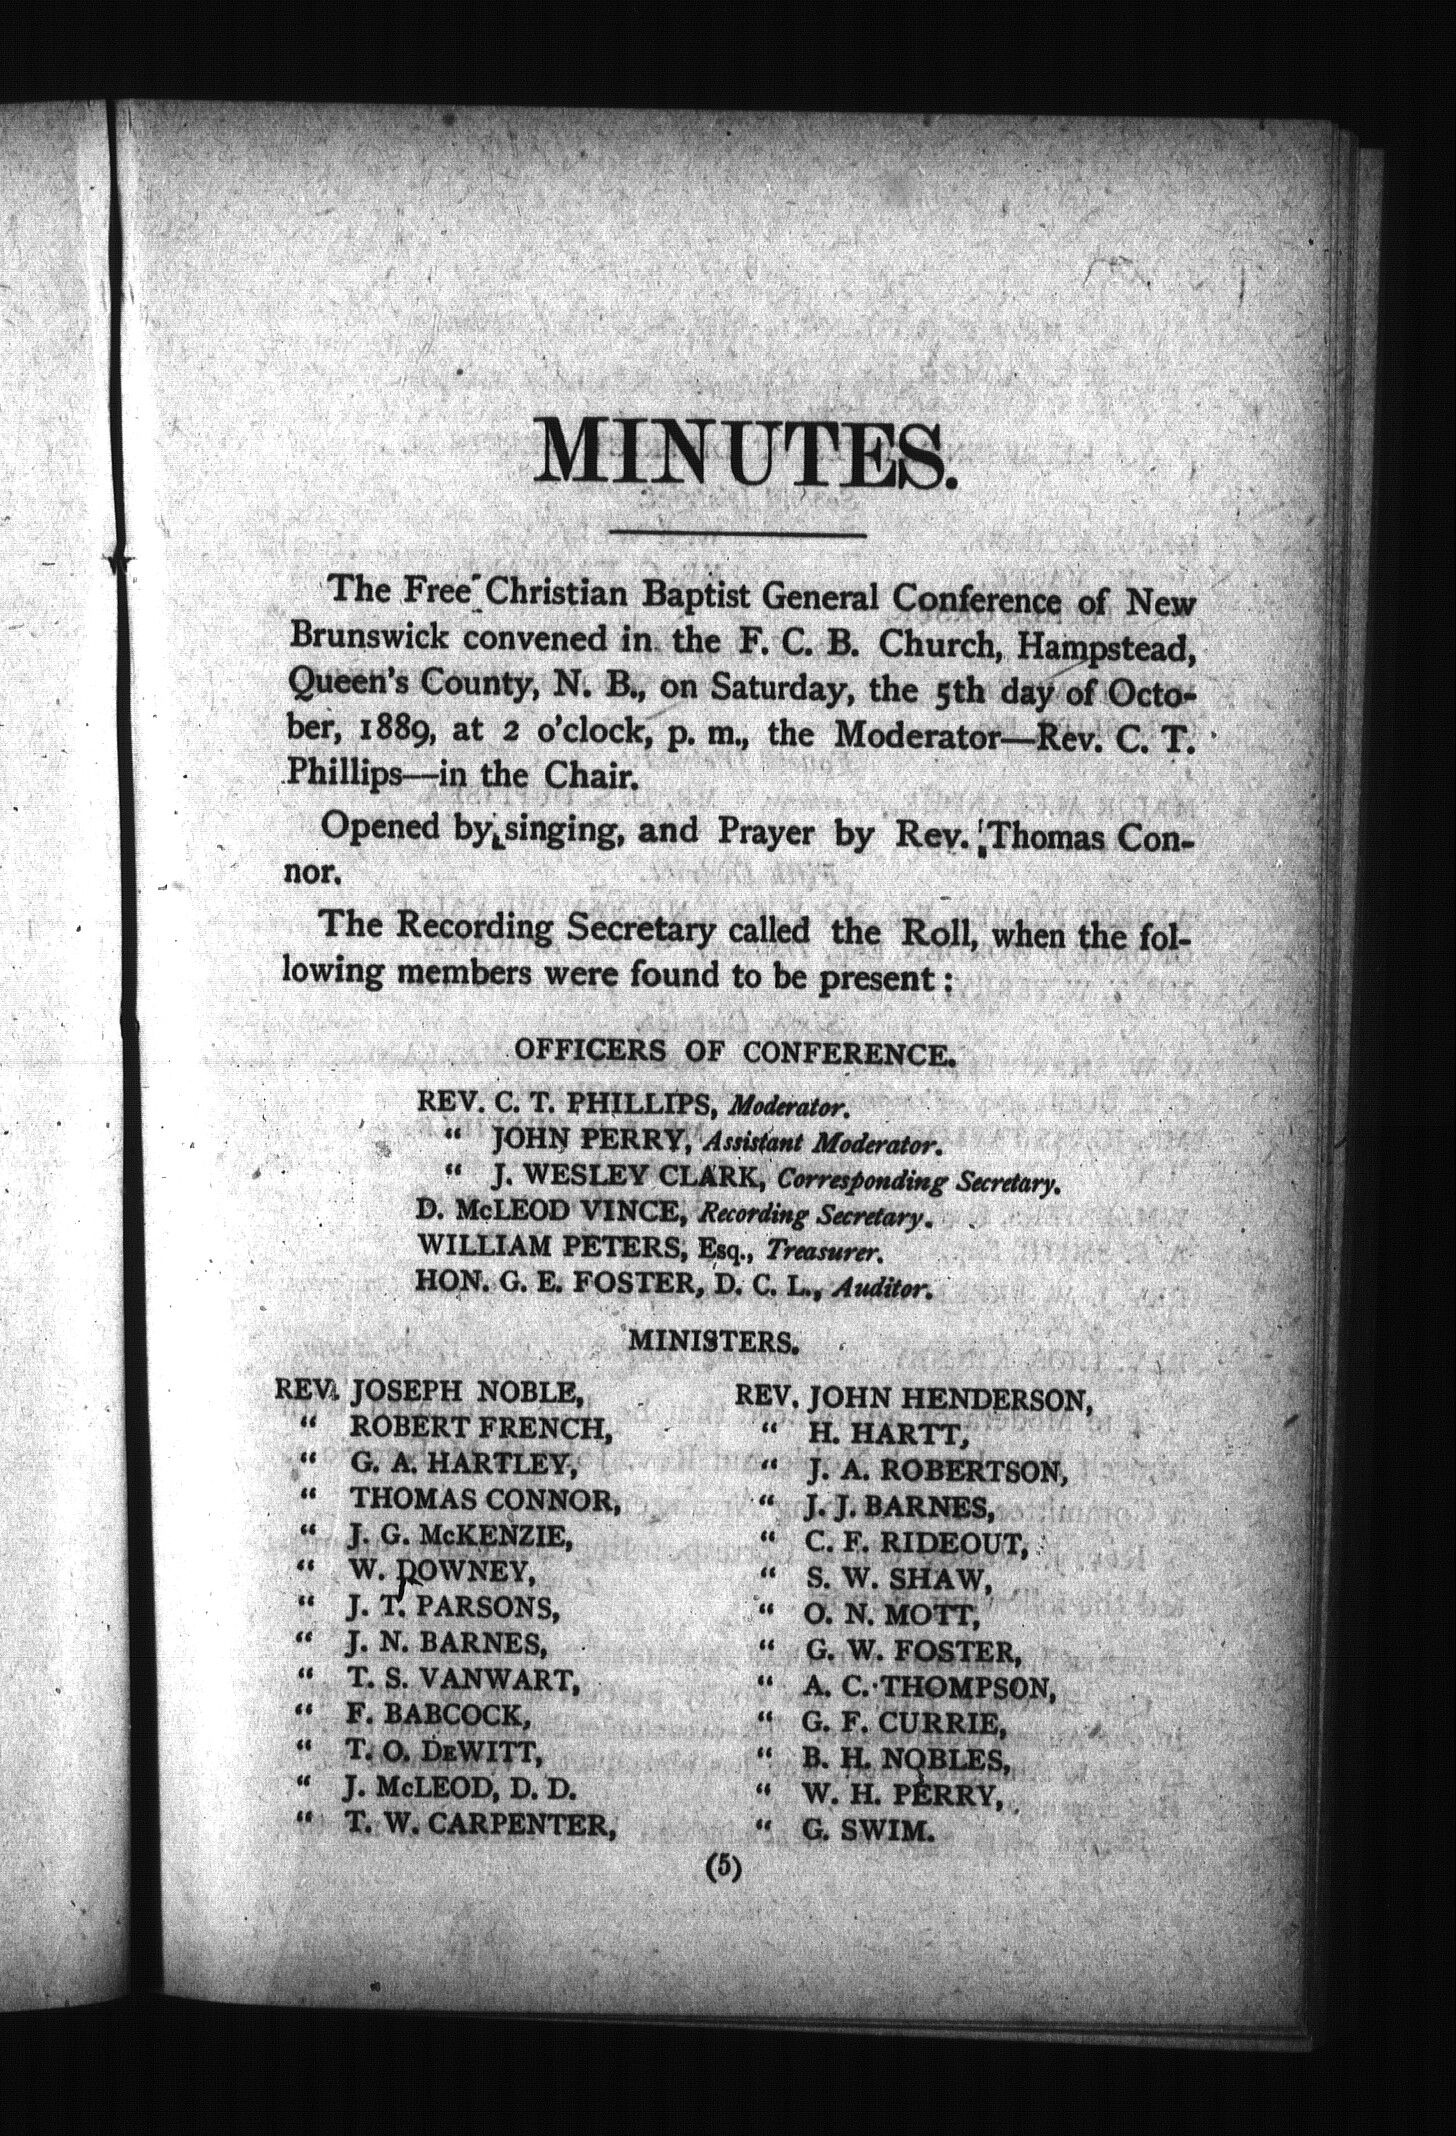 MINUTES.
The Free Christian Baptist General Conference of New
Brunswick convened in the F. C. B. Church, Hampstead,
Queen's County, N. B., on Saturday, the 5th day of Octo-
ber, 1889, at 2 o'clock, p. m., the Moderator—Rev. C. T.
Phillips—in the Chair.
Opened by singing, and Prayer by Rev. Thomas Con-
nor.
The Recording Secretary called the Roll, when the fol-
lowing members were found to be present:
OFFICERS OF CONFERENCE.
REV. C. T. PHILLIPS, Moderator.
" JOHN PERRY, Assistant Moderator.
" J. WESLEY CLARK, Corresponding Secretary.
D. McLEOD VINCE, Recording Secretary.
WILLIAM PETERS, Esq., Treasurer.
HON. G. E. FOSTER, D. C. L., Auditor.
MINISTERS.
REV. JOSEPH NOBLE,
" ROBERT FRENCH,
" G. A. HARTLEY,
" THOMAS CONNOR,
" J. G. McKENZIE,
" W. DOWNEY,
" J. T. PARSONS,
" J. N. BARNES,
" T. S. VANWART,
" F. BABCOCK,
" T. O. DEWITT,
" J. McLEOD, D. D.
" T. W. CARPENTER,
REV. JOHN HENDERSON,
" H. HARTT,
" J. A. ROBERTSON,
" J. J. BARNES,
" C. F. RIDEOUT,
" S. W. SHAW,
" O. N. MOTT,
" G. W. FOSTER,
" A. C. THOMPSON,
" G. F. CURRIE,
" B. H. NOBLES,
" W. H. PERRY,
" G. SWIM.
(5)